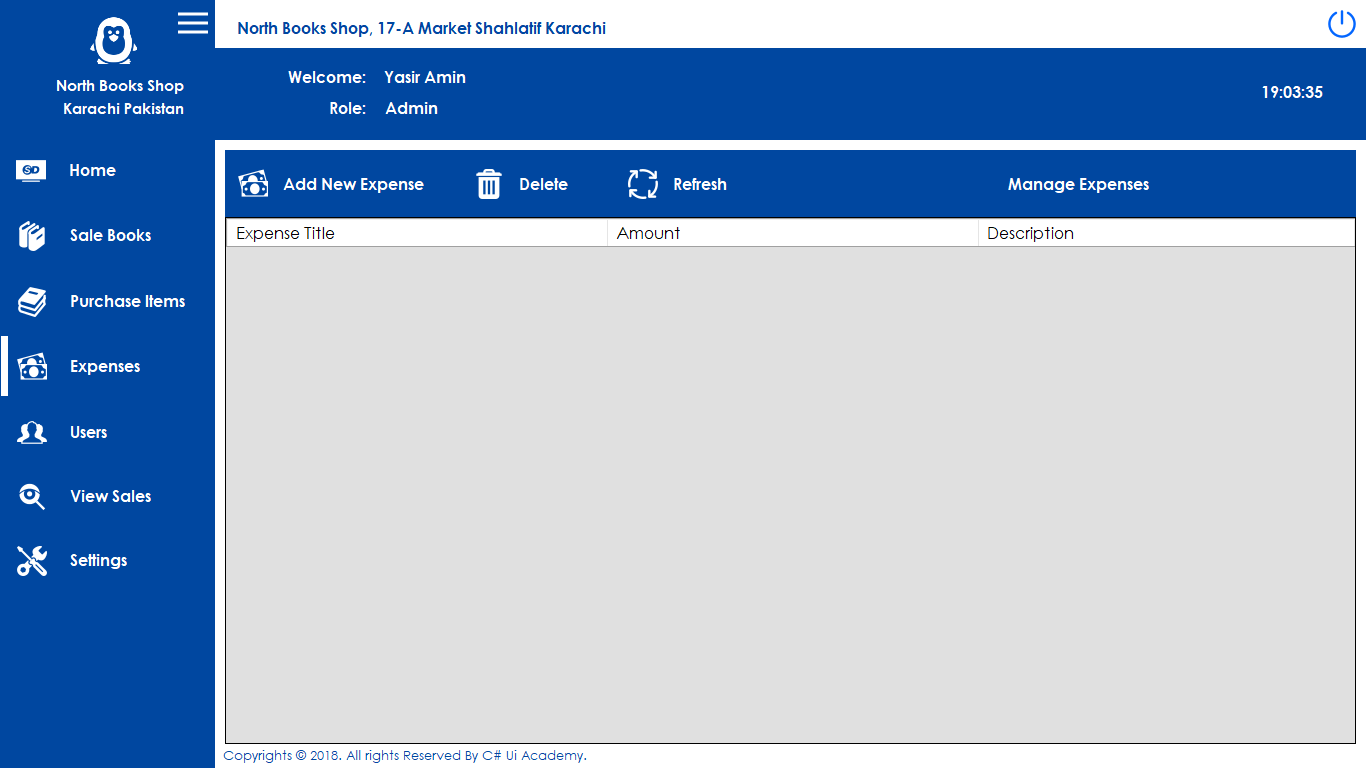 North Books Shop
Karachi Pakistan
North Books Shop, 17-A Market Shahlatif Karachi
Welcome: Yasir Amin
Role: Admin
19:03:35
SD
Home
Sale Books
Purchase Items
Expenses
Users
View Sales
Settings
Add New Expense Delete Refresh Manage Expenses
Expense Title Amount Description
Copyrights © 2018. All rights Reserved By C# Ui Academy.